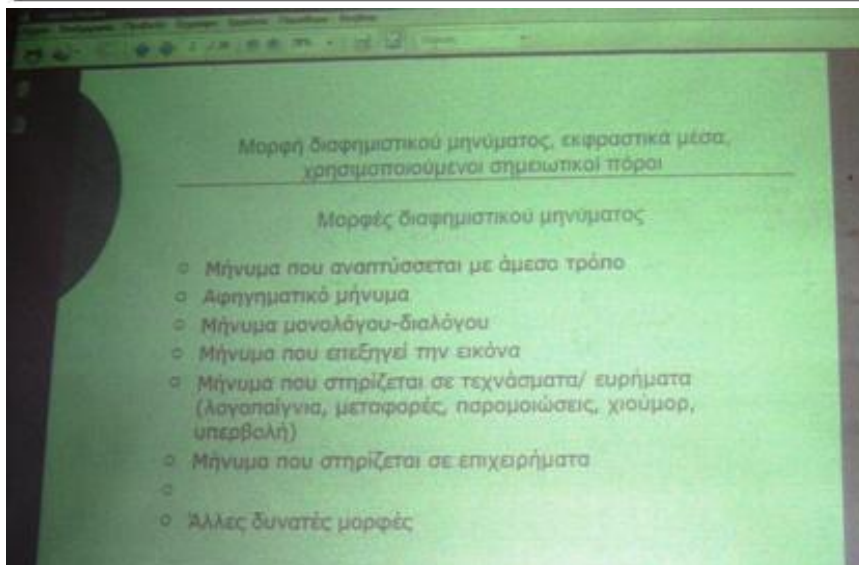 Μορφή διαφημιστικού μηνύματος, εκφραστικά μέσα,
χρησιμοποιούμενοι σημειωτικοί πόροι
Μορφές διαφημιστικού μηνύματος
Μήνυμα που αναπτύσσεται με άμεσο τρόπο
Αφηγηματικό μήνυμα
Μήνυμα μονολόγου-διαλόγου
Μήνυμα που επεξηγεί την εικόνα
Μήνυμα που στηρίζεται σε τεχνάσματα/ ευρήματα
(λογοπαίγνια, μεταφορές, παρομοιώσεις, χιούμορ,
υπερβολή)
Μήνυμα που στηρίζεται σε επιχειρήματα
Άλλες δυνατές μορφές